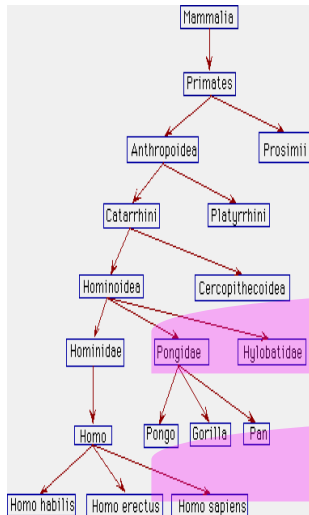 Mammalia
Primates
Anthropoidea Prosimii
Catarrhini Platyrrhini
Hominoidea Cercopithecoidea
Hominidae Pongidae Hylobatidae
Homo Pongo Gorilla Pan
Homo habilis Homo erectus Homo sapiens